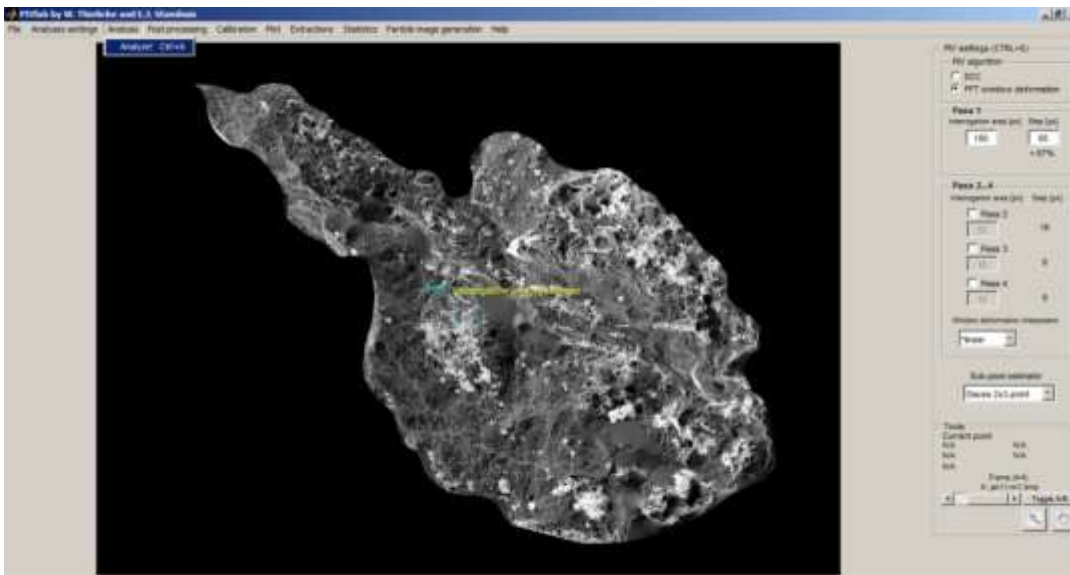 PIVlab by W. Thielicke and E.J. Stamhuis
File Analyses settings Analysis Post processing Calibration Plot Extractions Statistics Particle image generation Help
Analyze! Ctrl+A
PIV settings (CTRL+S)
PIV algorithm
DCC
FFT window deformation
Pass 1
Interrogation area [px] Step [px]
Pass 2...4
Interrogation area [px] Step [px]
Pass 2
16
Pass 3
Pass 4
Window deformation interpolator
*linear
Sub-pixel estimator
Gauss 2x3-point
Tools
Current point
N/A N/A
N/A N/A
N/A
Toggle A/B